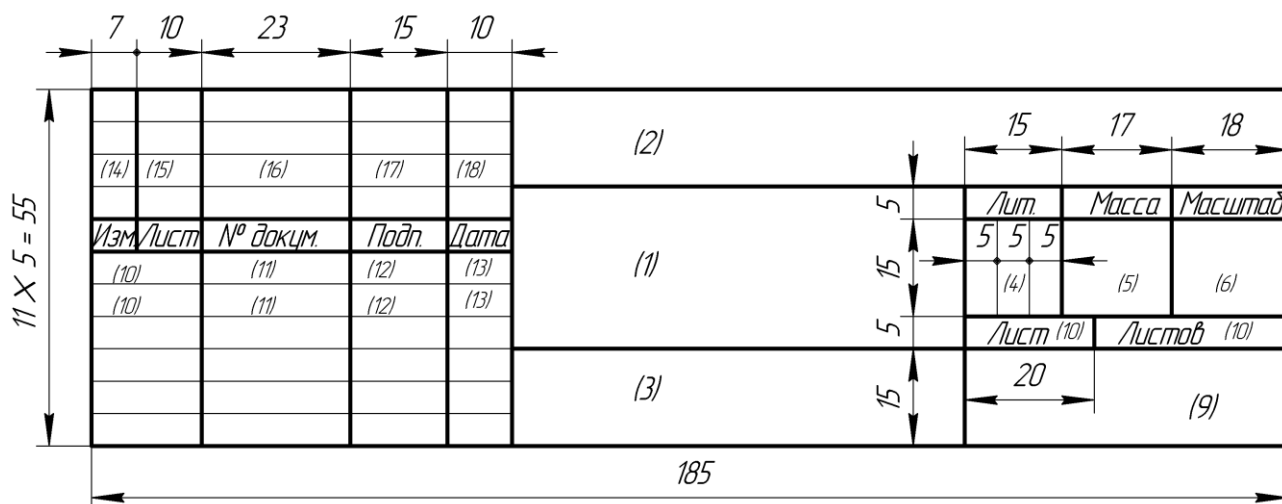 7 10 23 15 10
(2) 15 17 18
(14) (15) (16) (17) (18)
11 X 5 = 55
5 Лит. Масса Масштаб
Изм Лист № докум. Подп. Дата
(1) 15 5 5 5
(10) (11) (12) (13)
(4) (5) (6)
(10) (11) (12) (13)
5 Лист (10) Листов (10)
(3) 15 20 (9)
185